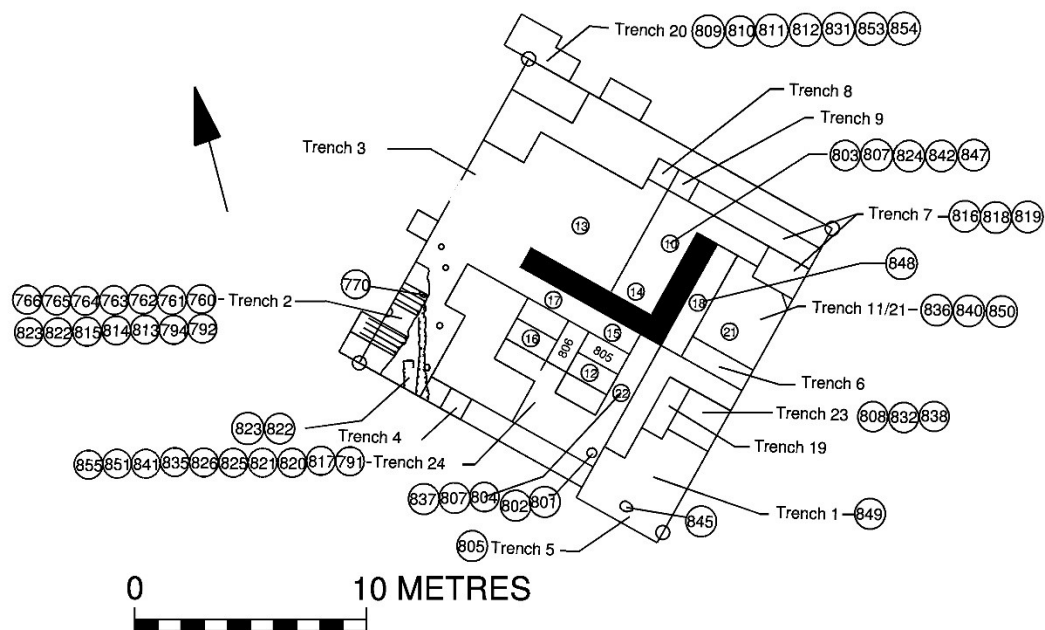 Trench 20 809 810 811 812 831 853 854
Trench 8
Trench 9
Trench 3
803 807 824 842 847
Trench 7 816 818 819
13
10
848
770
14
18
766 765 764 763 762 761 760 Trench 2
17
Trench 11/21 836 840 850
823 822 815 814 813 794 792
15
21
16
806
805
12
Trench 6
22
Trench 23 808 832 838
823 822
Trench 4
Trench 19
855 851 841 835 826 825 821 820 817 791 Trench 24
837 807 804 802 801
Trench 1 849
845
805 Trench 5
0 10 METRES